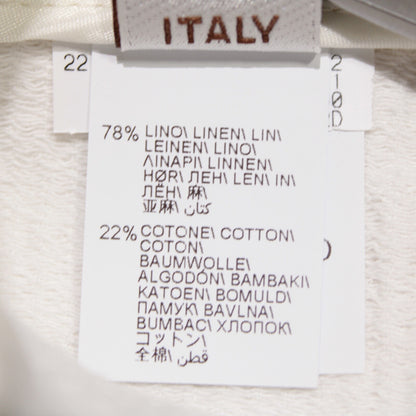 ITALY
22
2
78% LINO\ LINEN\ LIN\
LEINEN\ LINO\
ΛINAPI\ LINNEN\
HØR\ ЛЕН\ LEN\ IN\
ЛЁН\ 麻\
亚麻\ كتان\
22% COTONE\ COTTON\
COTON\
BAUMWOLLE\
ALGODÓN\ BAMBAKI\
KATOEN\ BOMULD\
ПАМУК\ BAVLNA\
BUMBAC\ ХЛОПОК\
コットン\
全棉\ قطن\